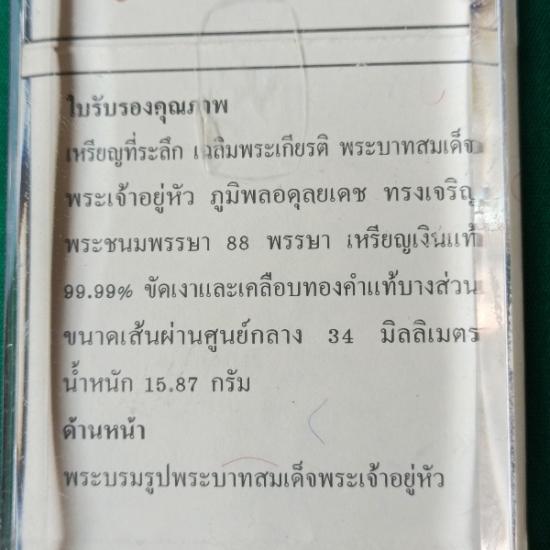 ใบรับรองคุณภาพ
เหรียญที่ระลึก เฉลิมพระเกียรติ พระบาทสมเด็จ
พระเจ้าอยู่หัว ภูมิพลอดุลยเดช ทรงเจริญ
พระชนมพรรษา 88 พรรษา เหรียญเงินแท้
99.99% ขัดเงาและเคลือบทองคำแท้บางส่วน
ขนาดเส้นผ่านศูนย์กลาง 34 มิลลิเมตร
น้ำหนัก 15.87 กรัม
ด้านหน้า
พระบรมรูปพระบาทสมเด็จพระเจ้าอยู่หัว